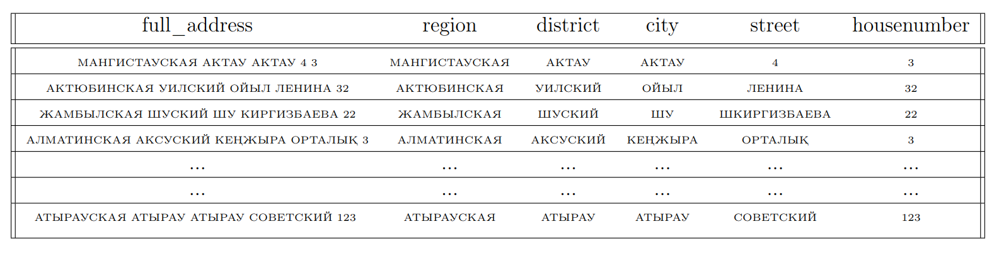 full_address region district city street housenumber
МАНГИСТАУСКАЯ АКТАУ АКТАУ 4 3 МАНГИСТАУСКАЯ АКТАУ АКТАУ 4 3
АКТЮБИНСКАЯ УИЛСКИЙ ОЙЫЛ ЛЕНИНА 32 АКТЮБИНСКАЯ УИЛСКИЙ ОЙЫЛ ЛЕНИНА 32
ЖАМБЫЛСКАЯ ШУСКИЙ ШУ КИРГИЗБАЕВА 22 ЖАМБЫЛСКАЯ ШУСКИЙ ШУ ШКИРГИЗБАЕВА 22
АЛМАТИНСКАЯ АКСУСКИЙ КЕҢЖЫРА ОРТАЛЫҚ 3 АЛМАТИНСКАЯ АКСУСКИЙ КЕҢЖЫРА ОРТАЛЫҚ 3
... ... ... ... ... ...
... ... ... ... ... ...
АТЫРАУСКАЯ АТЫРАУ АТЫРАУ СОВЕТСКИЙ 123 АТЫРАУСКАЯ АТЫРАУ АТЫРАУ СОВЕТСКИЙ 123